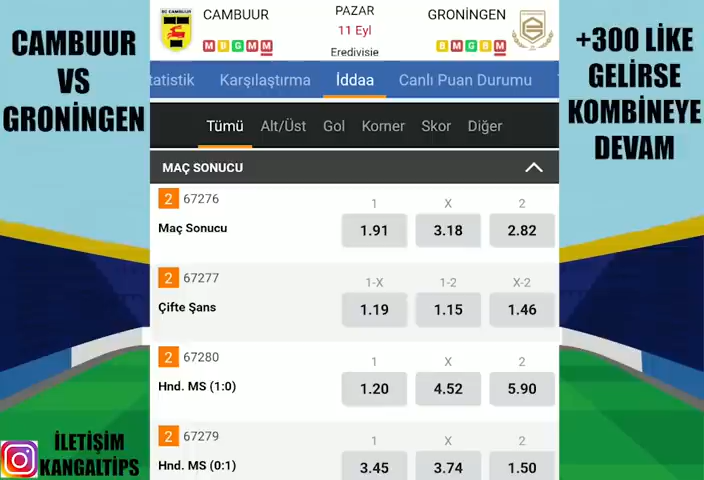 CAMBUUR
VS
GRONİNGEN
CAMBUUR
M U G M M
PAZAR
11 Eyl
Eredivisie
GRONİNGEN
B M G B M
+300 LİKE
GELİRSE
KOMBİNEYE
DEVAM
tatistik Karşılaştırma İddaa Canlı Puan Durumu
Tümü Alt/Üst Gol Korner Skor Diğer
MAÇ SONUCU
2 67276
1 X 2
Maç Sonucu 1.91 3.18 2.82
2 67277
1-X 1-2 X-2
Çifte Şans 1.19 1.15 1.46
2 67280
1 X 2
Hnd. MS (1:0) 1.20 4.52 5.90
2 67279
1 X 2
Hnd. MS (0:1) 3.45 3.74 1.50
İLETİŞİM
KANGALTİPS